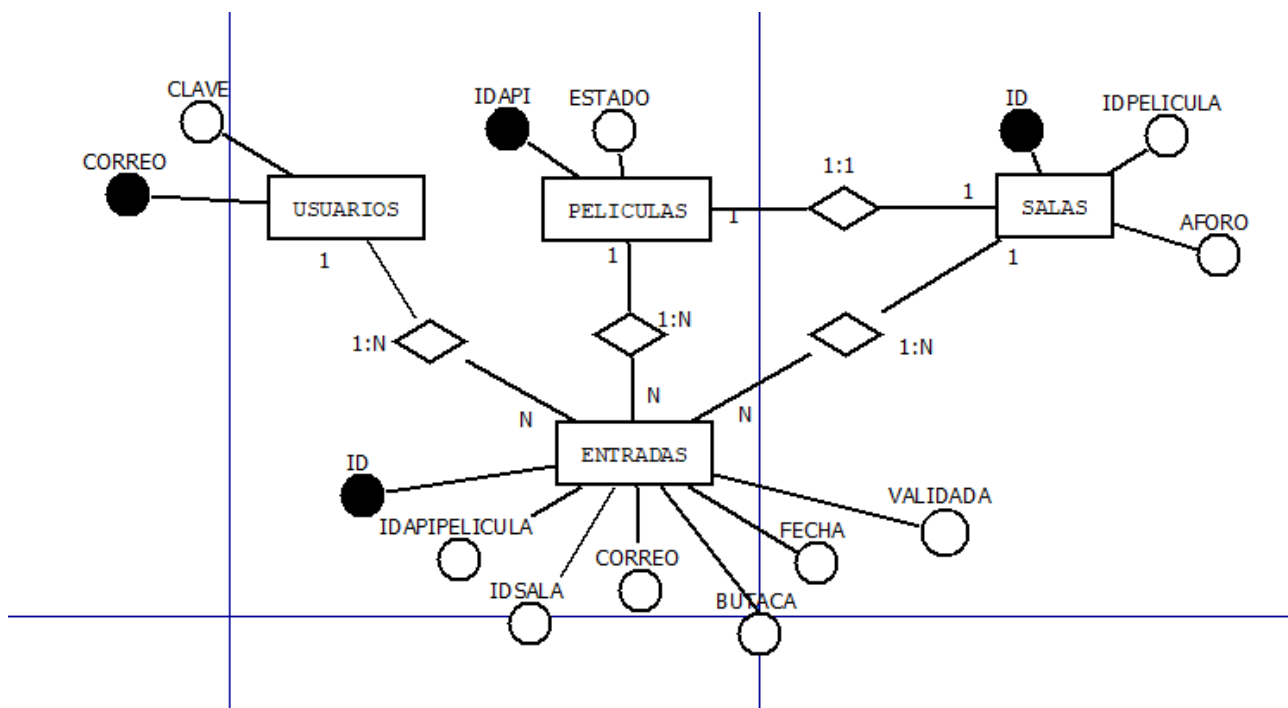 CLAVE
CORREO
USUARIOS
1
IDAPI
ESTADO
PELICULAS
1
1
1:1
1
ID
IDPELICULA
SALAS
AFORO
1
1:N
1:N
1:N
N
N
N
ENTRADAS
ID
IDAPIPELICULA
IDSALA
CORREO
BUTACA
FECHA
VALIDADA